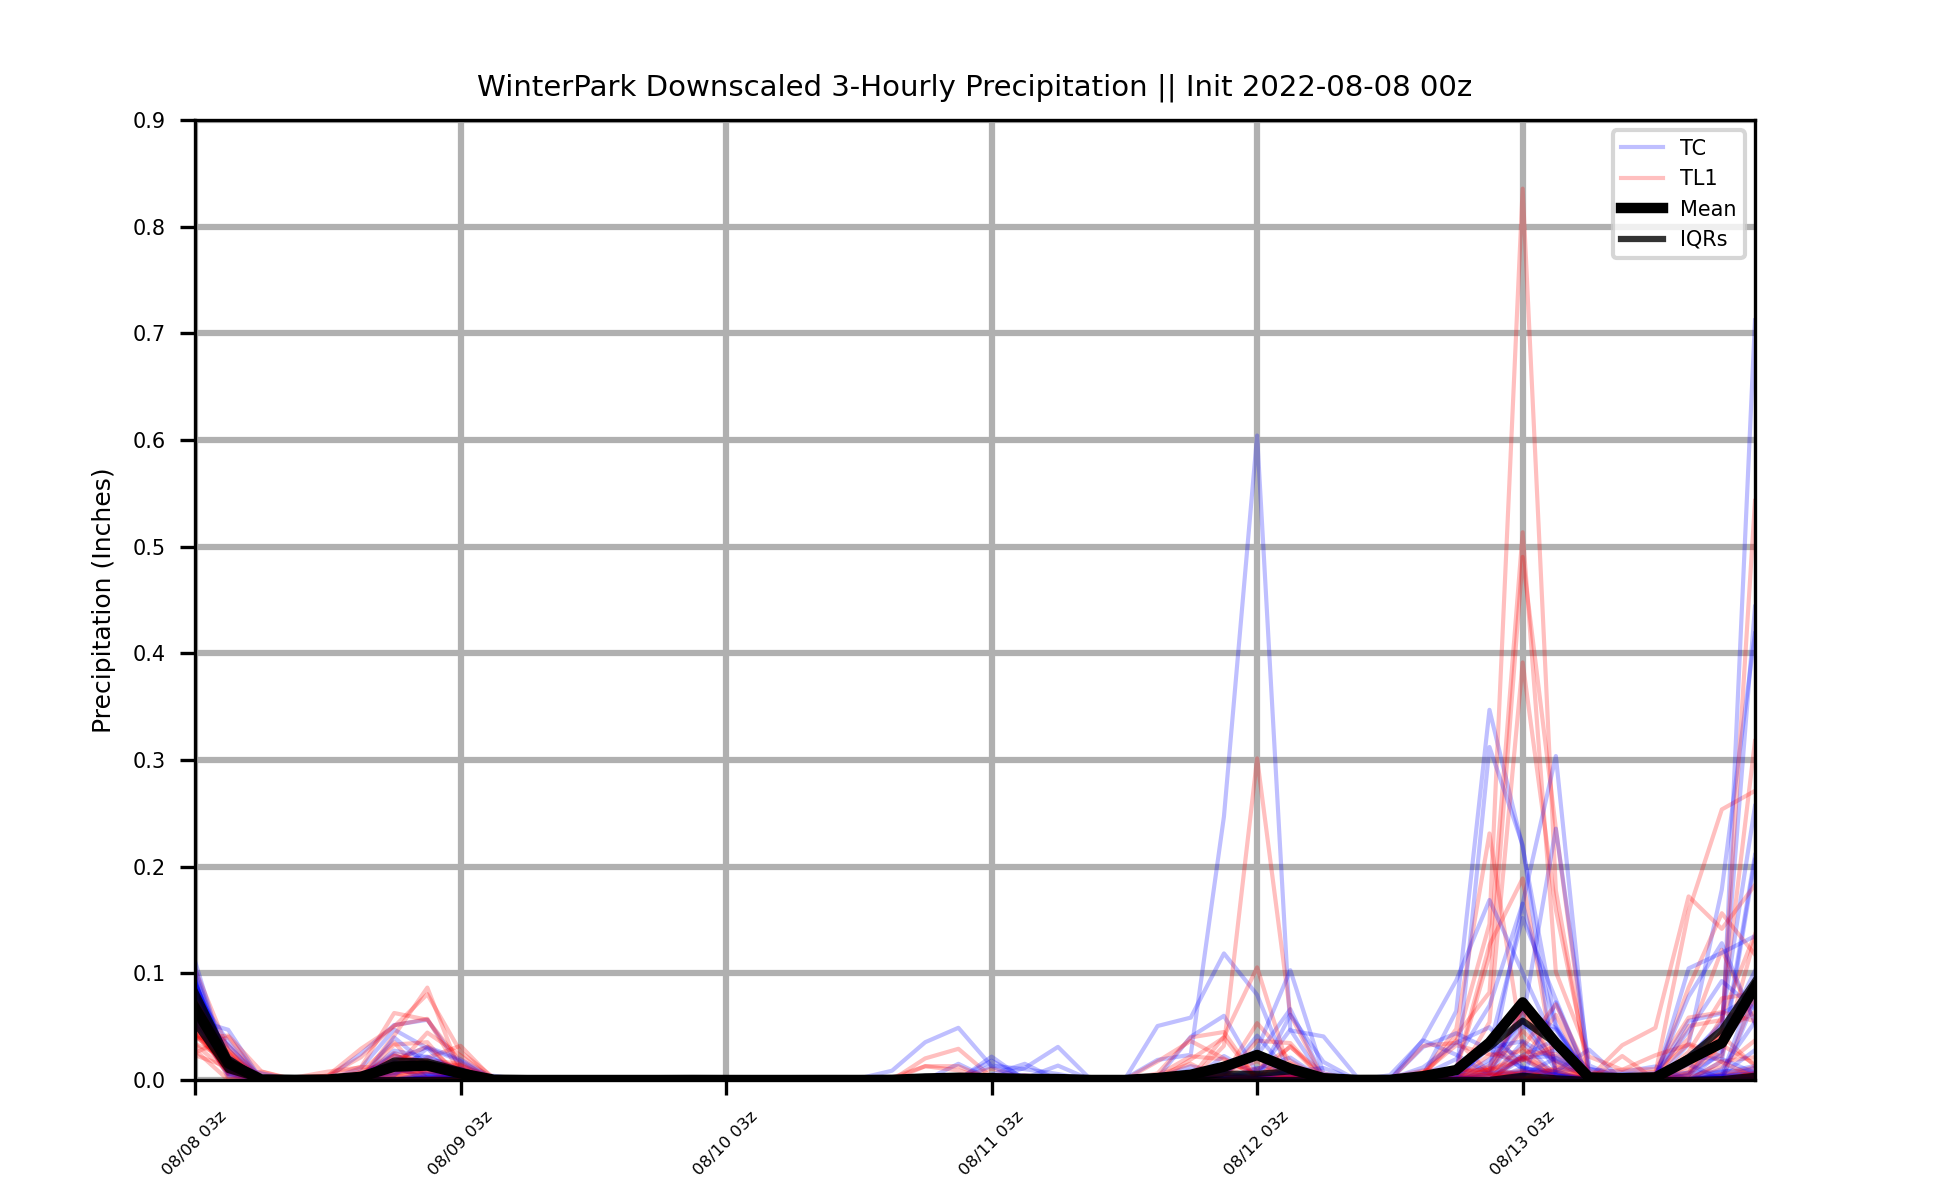 WinterPark Downscaled 3-Hourly Precipitation || Init 2022-08-08 00z
Precipitation (Inches)
0.9
0.8
0.7
0.6
0.5
0.4
0.3
0.2
0.1
0.0
TC
TL1
Mean
IQRs
08/08 03z
08/09 03z
08/10 03z
08/11 03z
08/12 03z
08/13 03z